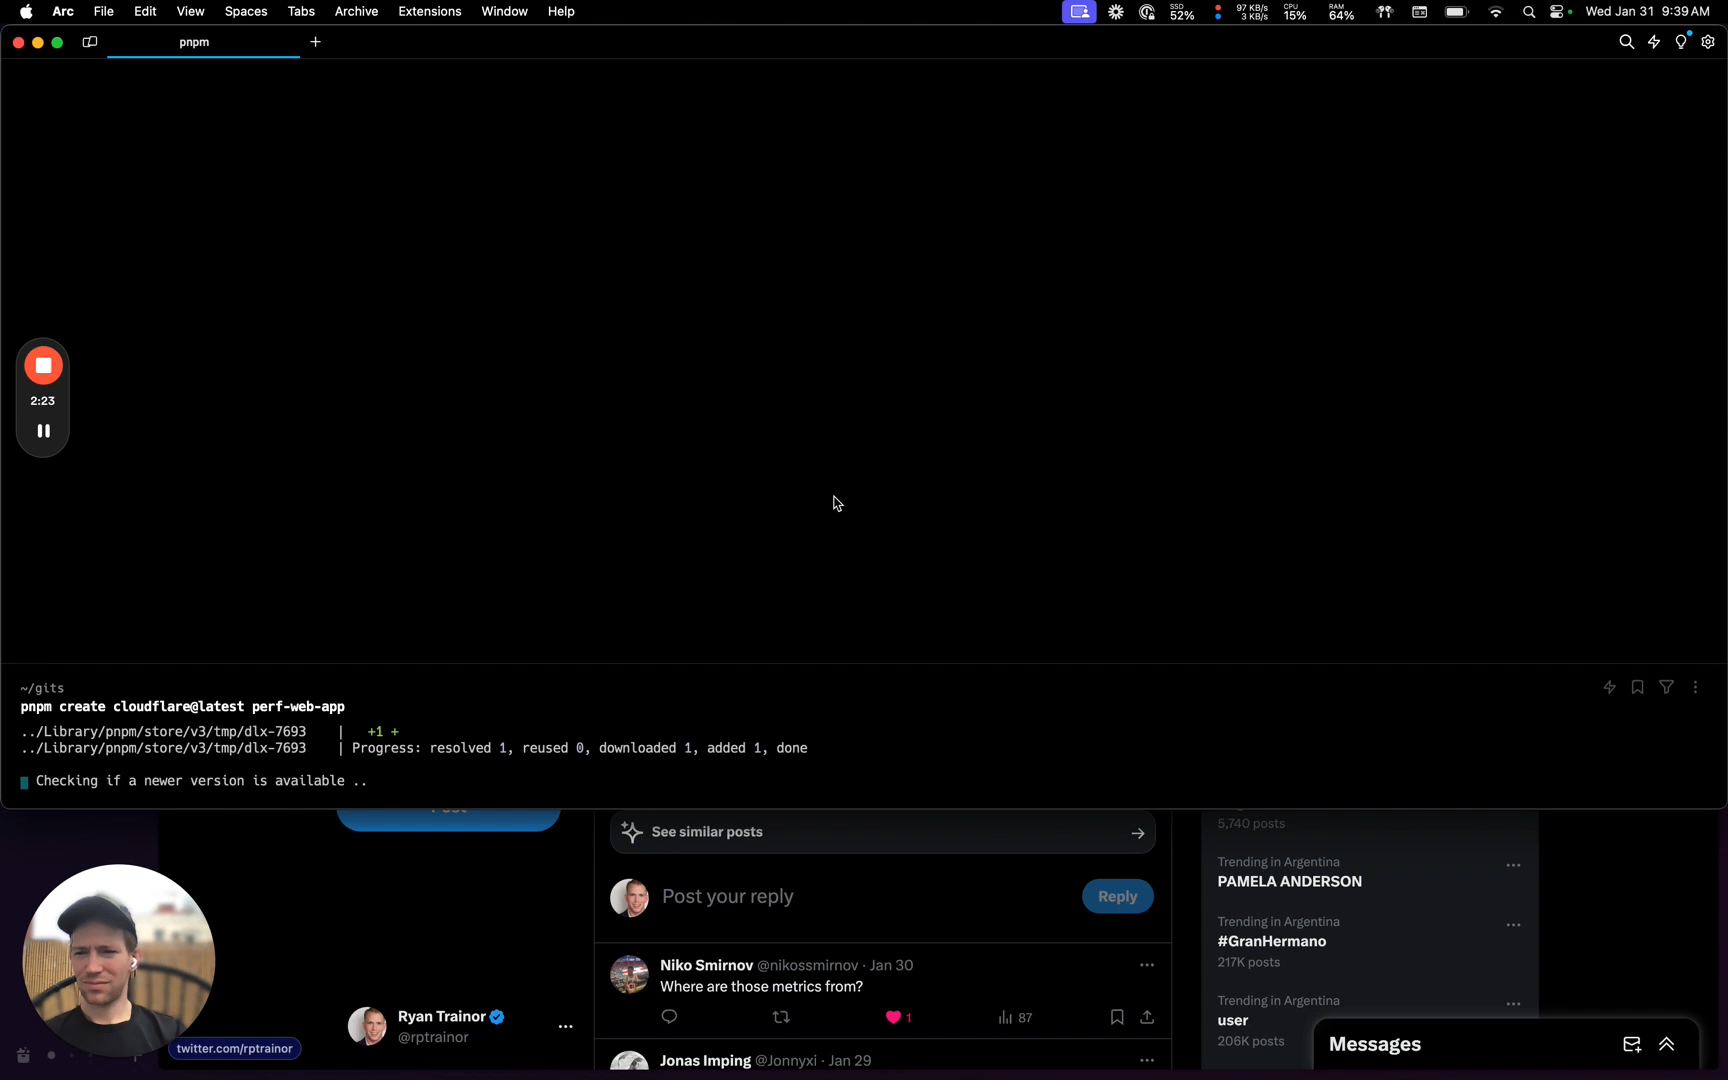 Arc File Edit View Spaces Tabs Archive Extensions Window Help
SSD 52% 97 KB/s 3 KB/s CPU 15% RAM 64% Wed Jan 31 9:39 AM
pnpm
2:23
~/gits
pnpm create cloudflare@latest perf-web-app
../Library/pnpm/store/v3/tmp/dlx-7693 | +1 +
../Library/pnpm/store/v3/tmp/dlx-7693 | Progress: resolved 1, reused 0, downloaded 1, added 1, done
Checking if a newer version is available ..
See similar posts
Post your reply
Reply
Niko Smirnov @nikossmirnov · Jan 30
Where are those metrics from?
1
87
Jonas Imping @Jonnyxi · Jan 29
Ryan Trainor
@rptrainor
twitter.com/rptrainor
5,740 posts
Trending in Argentina
PAMELA ANDERSON
Trending in Argentina
#GranHermano
217K posts
Trending in Argentina
user
206K posts
Messages